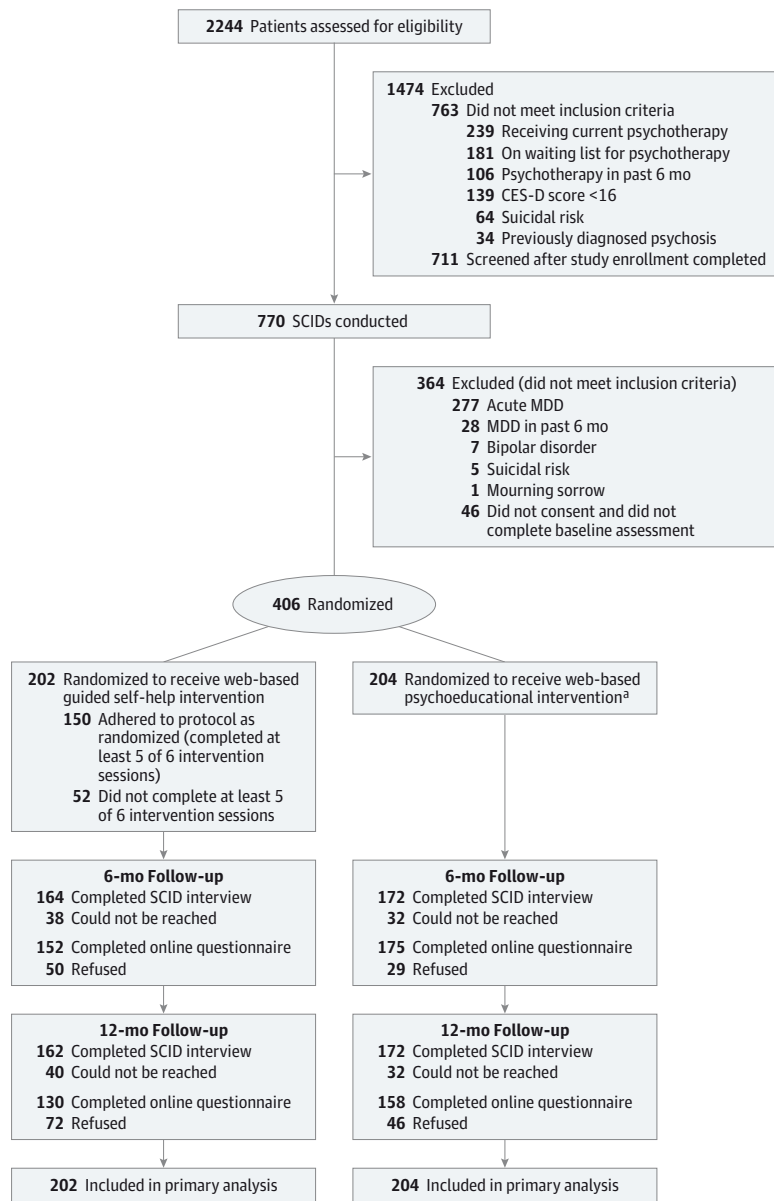 2244 Patients assessed for eligibility
1474 Excluded
763 Did not meet inclusion criteria
239 Receiving current psychotherapy
181 On waiting list for psychotherapy
106 Psychotherapy in past 6 mo
139 CES-D score <16
64 Suicidal risk
34 Previously diagnosed psychosis
711 Screened after study enrollment completed
770 SCIDs conducted
364 Excluded (did not meet inclusion criteria)
277 Acute MDD
28 MDD in past 6 mo
7 Bipolar disorder
5 Suicidal risk
1 Mourning sorrow
46 Did not consent and did not
complete baseline assessment
406 Randomized
202 Randomized to receive web-based
guided self-help intervention
150 Adhered to protocol as
randomized (completed at
least 5 of 6 intervention
sessions)
52 Did not complete at least 5
of 6 intervention sessions
204 Randomized to receive web-based
psychoeducational interventionᵃ
6-mo Follow-up
164 Completed SCID interview
38 Could not be reached
152 Completed online questionnaire
50 Refused
6-mo Follow-up
172 Completed SCID interview
32 Could not be reached
175 Completed online questionnaire
29 Refused
12-mo Follow-up
162 Completed SCID interview
40 Could not be reached
130 Completed online questionnaire
72 Refused
12-mo Follow-up
172 Completed SCID interview
32 Could not be reached
158 Completed online questionnaire
46 Refused
202 Included in primary analysis
204 Included in primary analysis